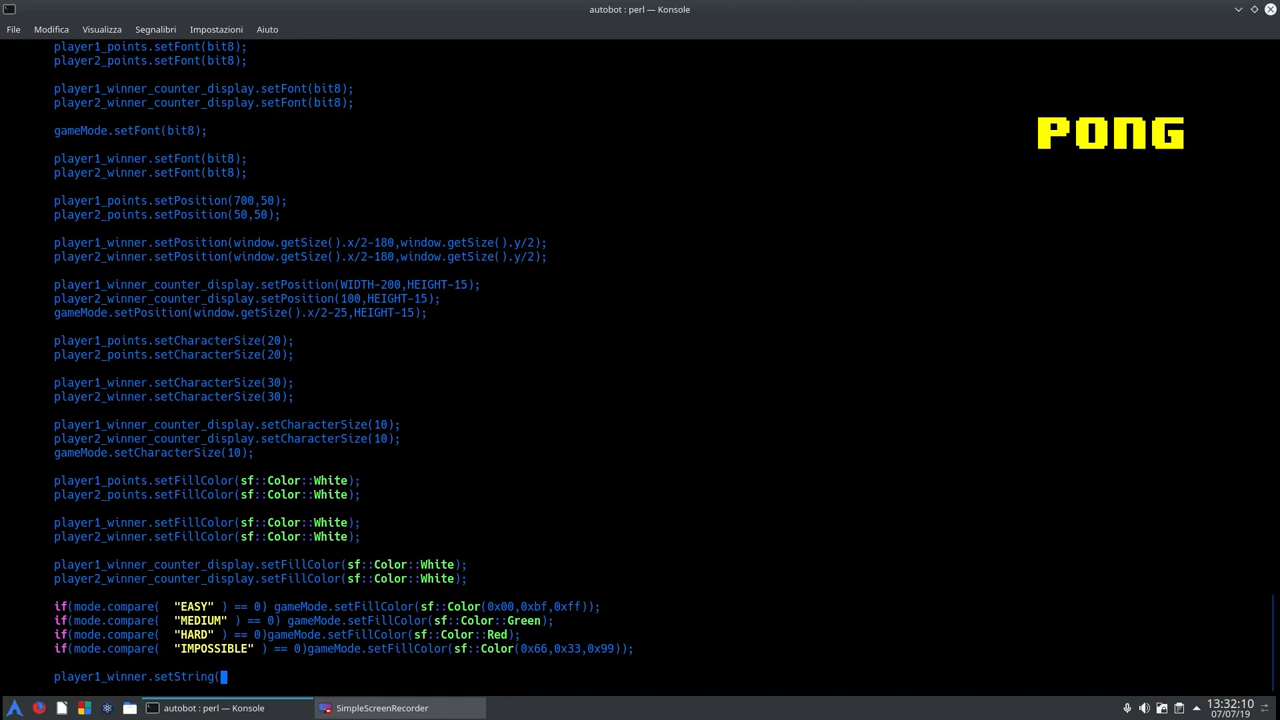 autobot : perl — Konsole
File Modifica Visualizza Segnalibri Impostazioni Aiuto
player1_points.setFont(bit8);
player2_points.setFont(bit8);
player1_winner_counter_display.setFont(bit8);
player2_winner_counter_display.setFont(bit8);
gameMode.setFont(bit8);
PONG
player1_winner.setFont(bit8);
player2_winner.setFont(bit8);
player1_points.setPosition(700,50);
player2_points.setPosition(50,50);
player1_winner.setPosition(window.getSize().x/2-180,window.getSize().y/2);
player2_winner.setPosition(window.getSize().x/2-180,window.getSize().y/2);
player1_winner_counter_display.setPosition(WIDTH-200,HEIGHT-15);
player2_winner_counter_display.setPosition(100,HEIGHT-15);
gameMode.setPosition(window.getSize().x/2-25,HEIGHT-15);
player1_points.setCharacterSize(20);
player2_points.setCharacterSize(20);
player1_winner.setCharacterSize(30);
player2_winner.setCharacterSize(30);
player1_winner_counter_display.setCharacterSize(10);
player2_winner_counter_display.setCharacterSize(10);
gameMode.setCharacterSize(10);
player1_points.setFillColor(sf::Color::White);
player2_points.setFillColor(sf::Color::White);
player1_winner.setFillColor(sf::Color::White);
player2_winner.setFillColor(sf::Color::White);
player1_winner_counter_display.setFillColor(sf::Color::White);
player2_winner_counter_display.setFillColor(sf::Color::White);
if(mode.compare(  "EASY" ) == 0) gameMode.setFillColor(sf::Color(0x00,0xbf,0xff));
if(mode.compare(  "MEDIUM" ) == 0) gameMode.setFillColor(sf::Color::Green);
if(mode.compare(  "HARD" ) == 0)gameMode.setFillColor(sf::Color::Red);
if(mode.compare(  "IMPOSSIBLE" ) == 0)gameMode.setFillColor(sf::Color(0x66,0x33,0x99));
player1_winner.setString(
autobot : perl — Konsole
SimpleScreenRecorder
13:32:10
07/07/19